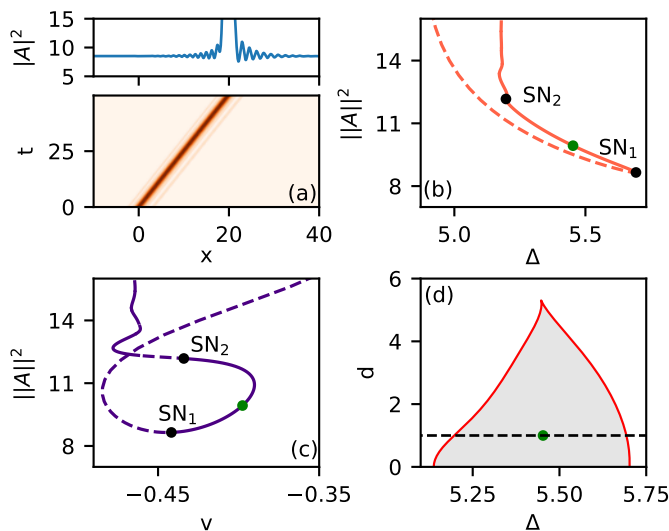 15
10
5
|A|²
25
0
t
(a)
0
20
40
x
14
11
8
||A||²
(b)
SN₂
SN₁
5.0
5.5
Δ
14
11
8
||A||²
SN₂
SN₁
(c)
−0.45
−0.35
v
6
4
2
0
d
(d)
5.25
5.50
5.75
Δ